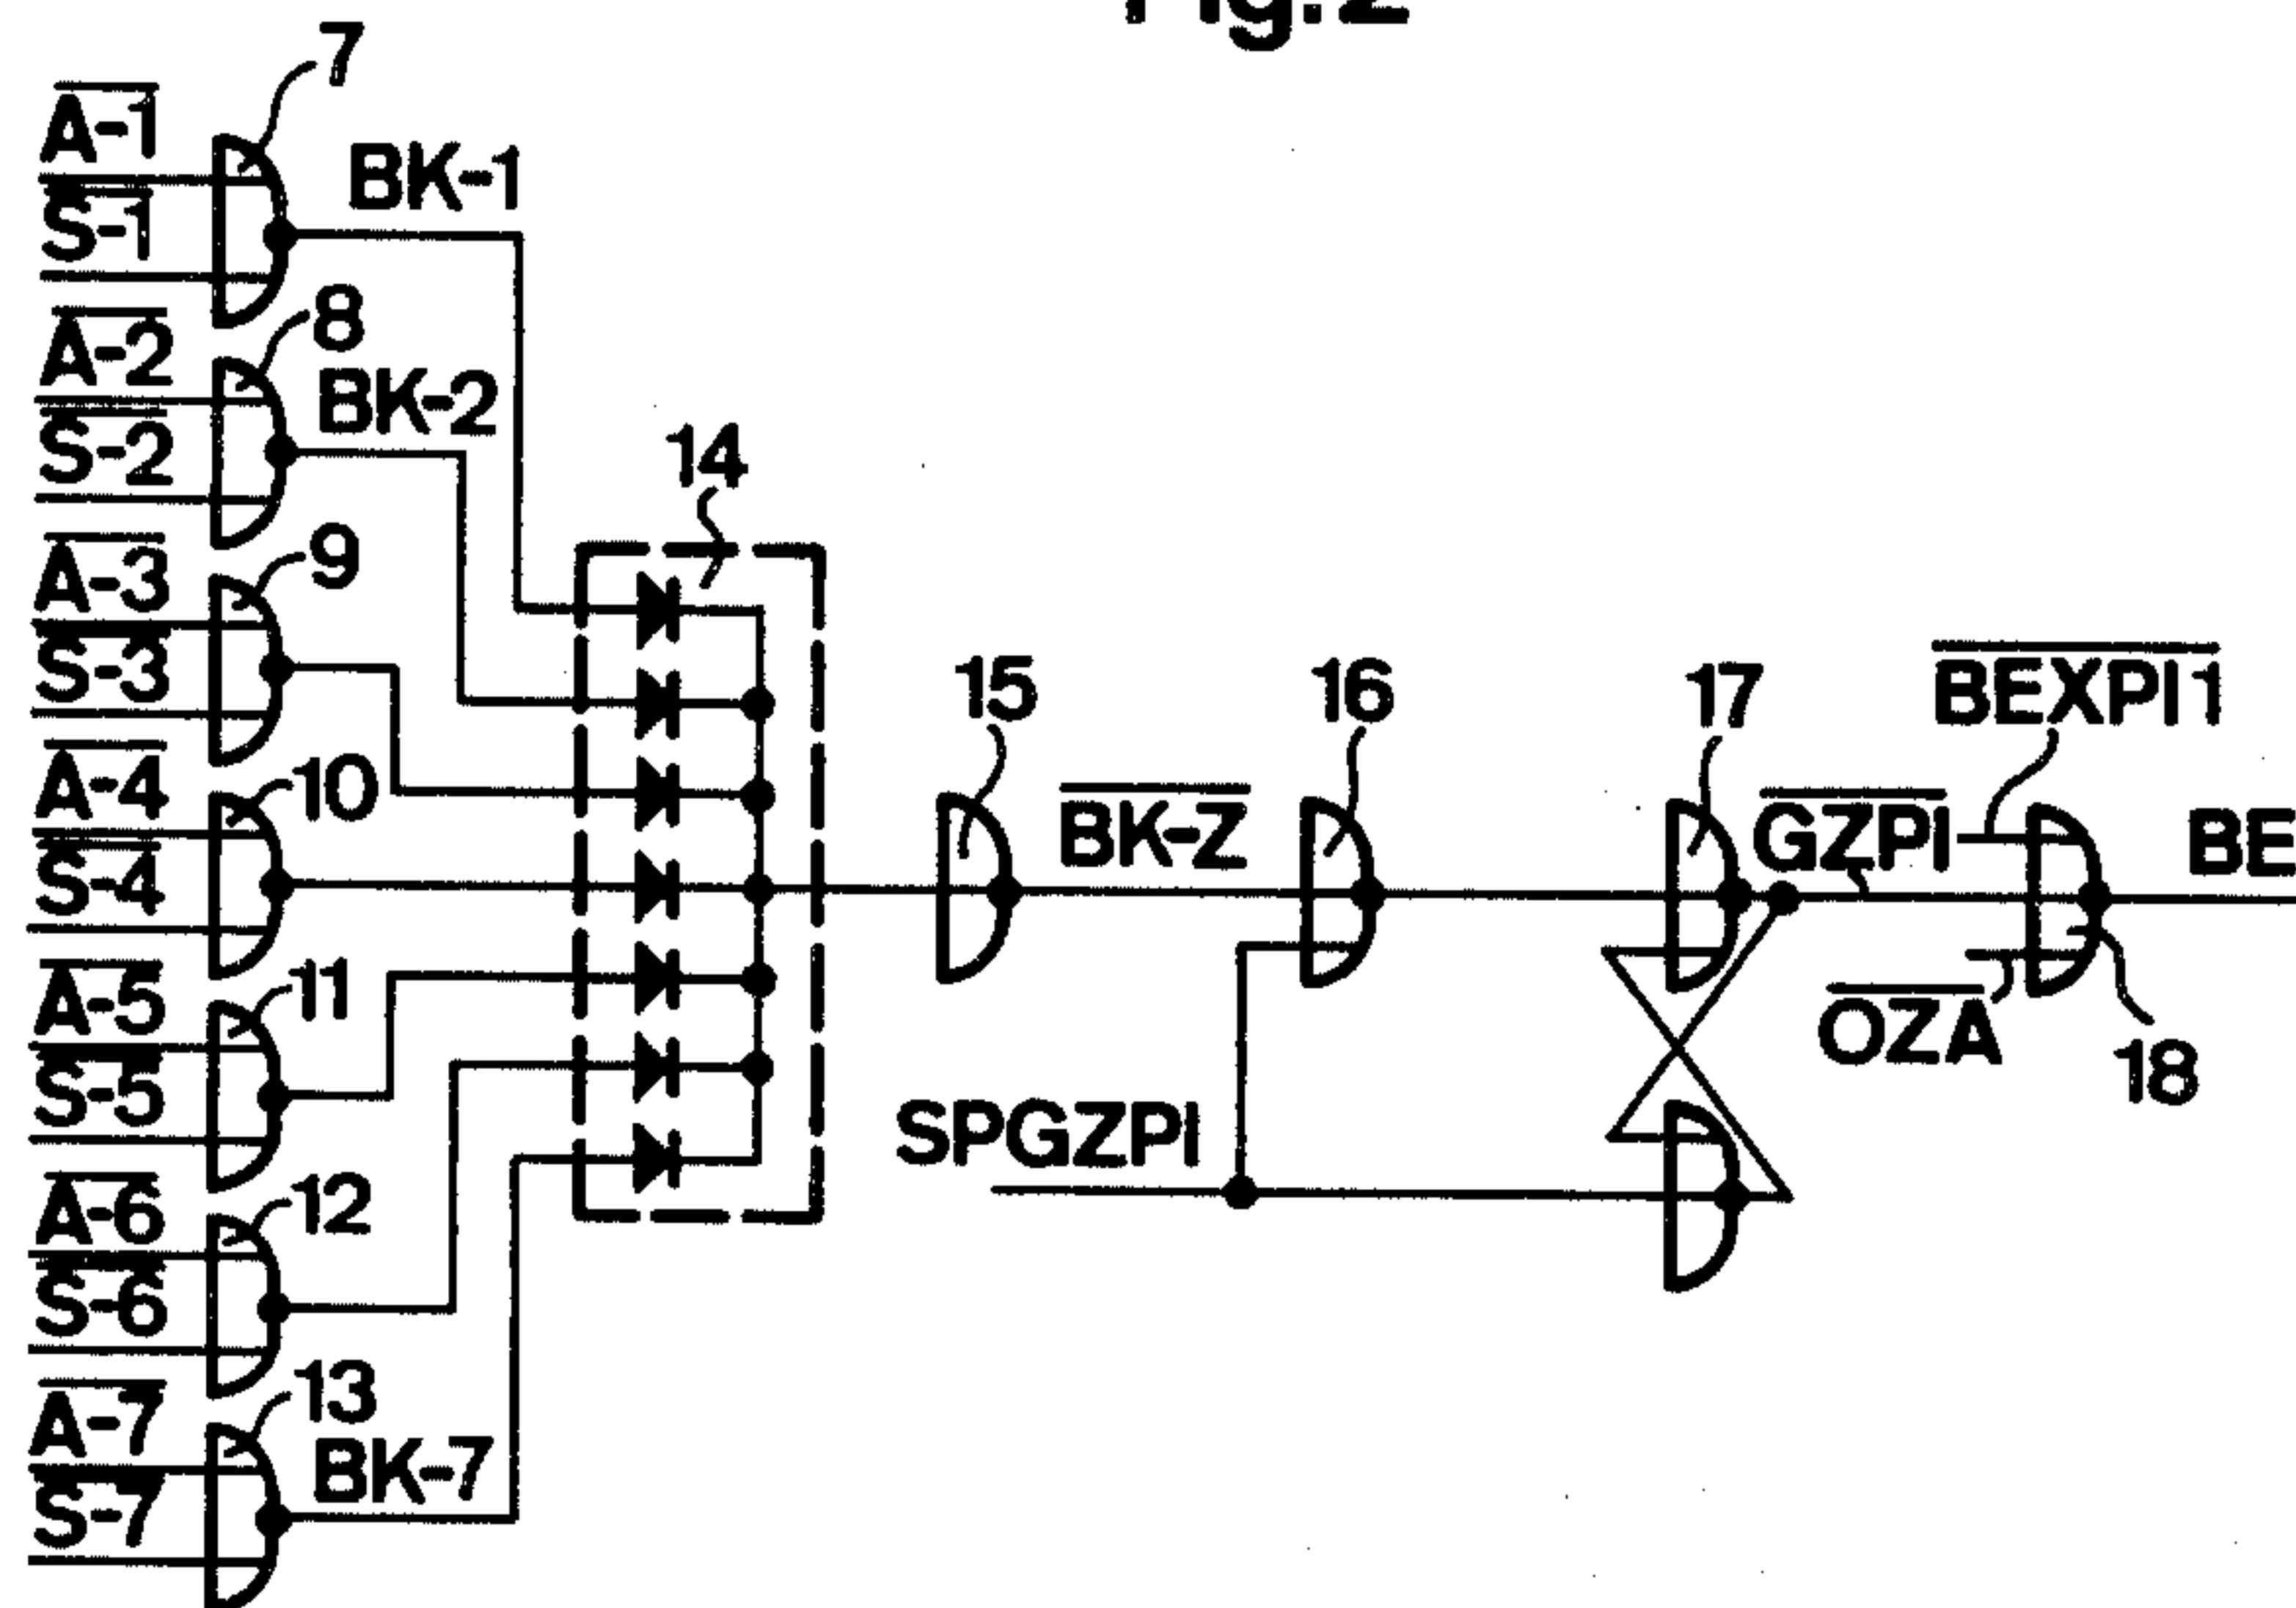 Fig.2
7
A-1
BK-1
S-1
8
A-2
BK-2
S-2
14
9
A-3
S-3
15
16
17
BEXPI1
10
A-4
BK-Z
GZPI
BE
S-4
11
A-5
OZA
S-5
18
SPGZPI
12
A-6
S-6
13
A-7
BK-7
S-7